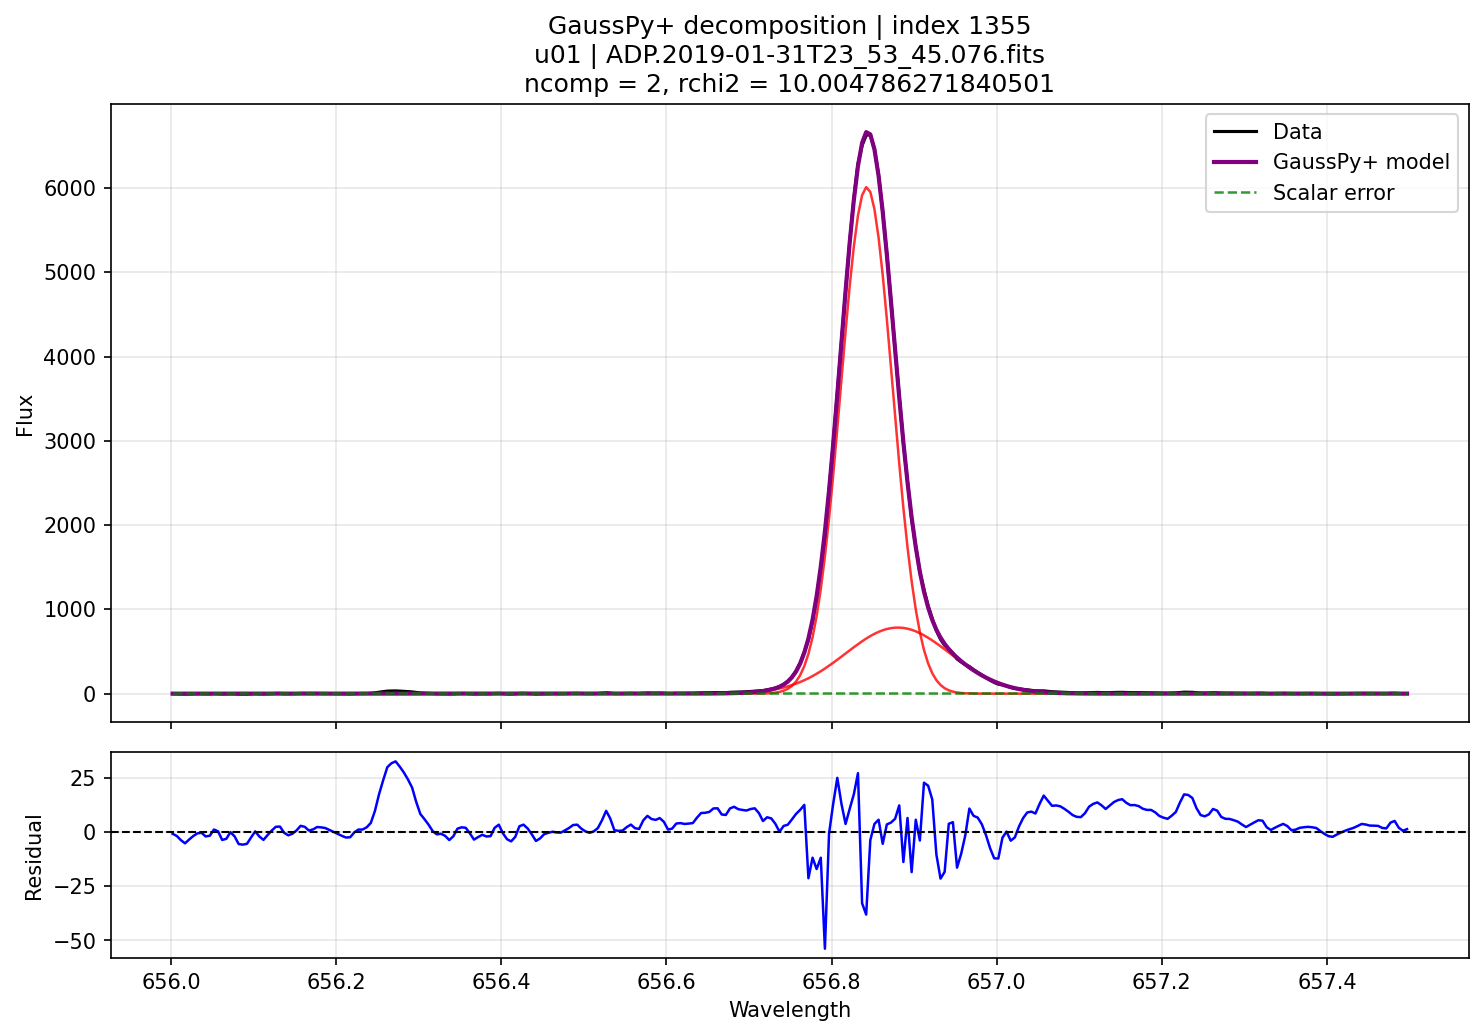 GaussPy+ decomposition | index 1355
u01 | ADP.2019-01-31T23_53_45.076.fits
ncomp = 2, rchi2 = 10.004786271840501
Data
GaussPy+ model
Scalar error
Flux
6000
5000
4000
3000
2000
1000
0
Residual
25
0
−25
−50
656.0 656.2 656.4 656.6 656.8 657.0 657.2 657.4
Wavelength